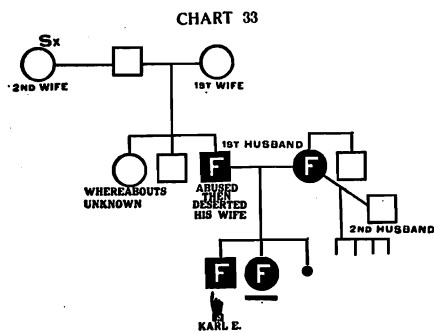 CHART 33
Sx
2ND WIFE
1ST WIFE
1ST HUSBAND
F
F
WHEREABOUTS
UNKNOWN
ABUSED
THEN
DESERTED
HIS WIFE
2ND HUSBAND
F
F
KARL E.